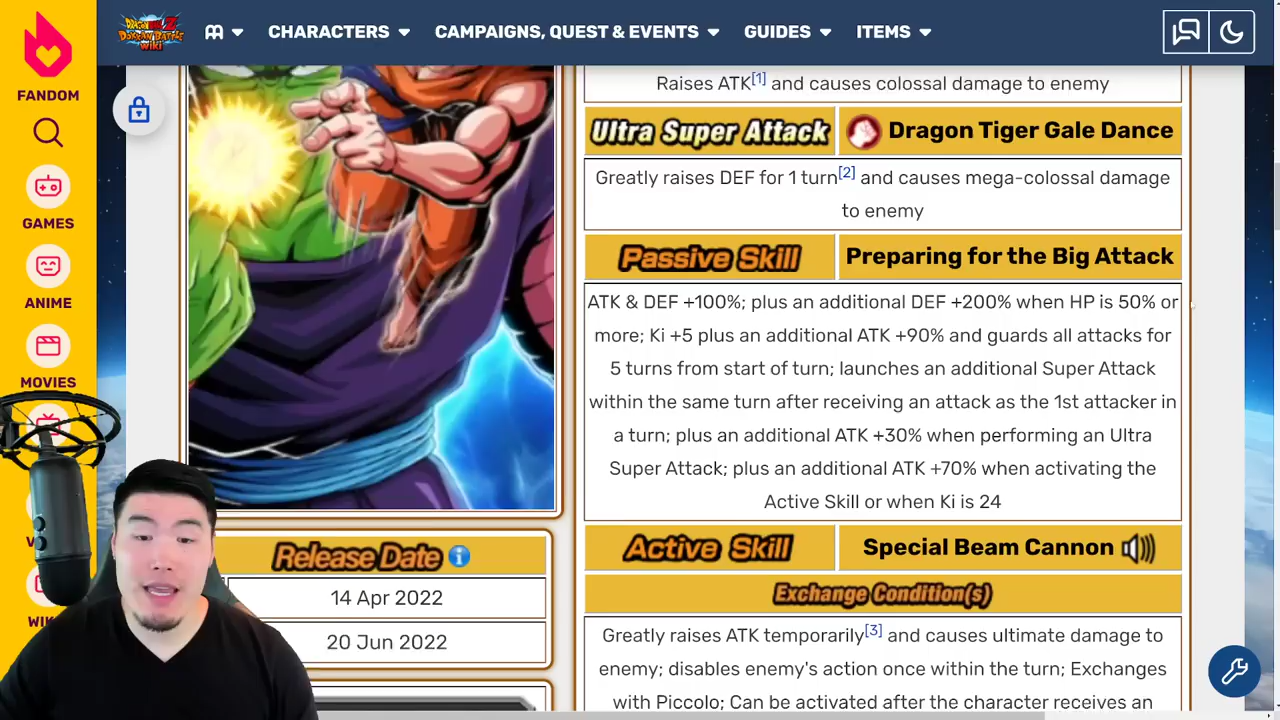 DRAGON BALL Z
DOKKAN BATTLE
WIKI
CHARACTERS
CAMPAIGNS, QUEST & EVENTS
GUIDES
ITEMS
FANDOM
GAMES
ANIME
MOVIES
Raises ATK[1] and causes colossal damage to enemy
Ultra Super Attack
Dragon Tiger Gale Dance
Greatly raises DEF for 1 turn[2] and causes mega-colossal damage
to enemy
Passive Skill
Preparing for the Big Attack
ATK & DEF +100%; plus an additional DEF +200% when HP is 50% or
more; Ki +5 plus an additional ATK +90% and guards all attacks for
5 turns from start of turn; launches an additional Super Attack
within the same turn after receiving an attack as the 1st attacker in
a turn; plus an additional ATK +30% when performing an Ultra
Super Attack; plus an additional ATK +70% when activating the
Active Skill or when Ki is 24
Active Skill
Special Beam Cannon
Exchange Condition(s)
Greatly raises ATK temporarily[3] and causes ultimate damage to
enemy; disables enemy's action once within the turn; Exchanges
with Piccolo; Can be activated after the character receives an
Release Date
14 Apr 2022
20 Jun 2022